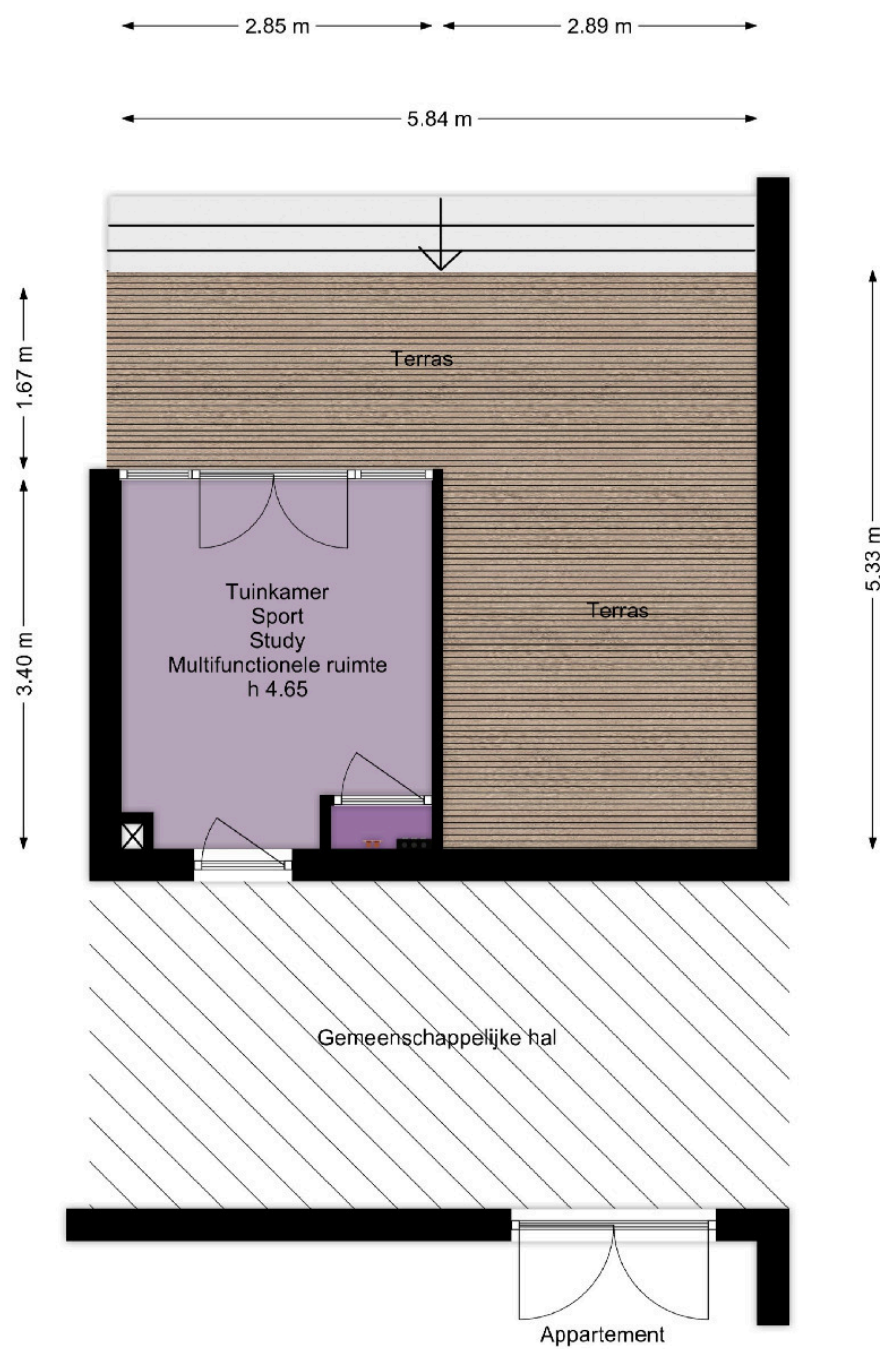 2.85 m
2.89 m
5.84 m
Terras
1.67 m
5.33 m
Tuinkamer
Sport
Study
Multifunctionele ruimte
h 4.65
Terras
3.40 m
Gemeenschappelijke hal
Appartement